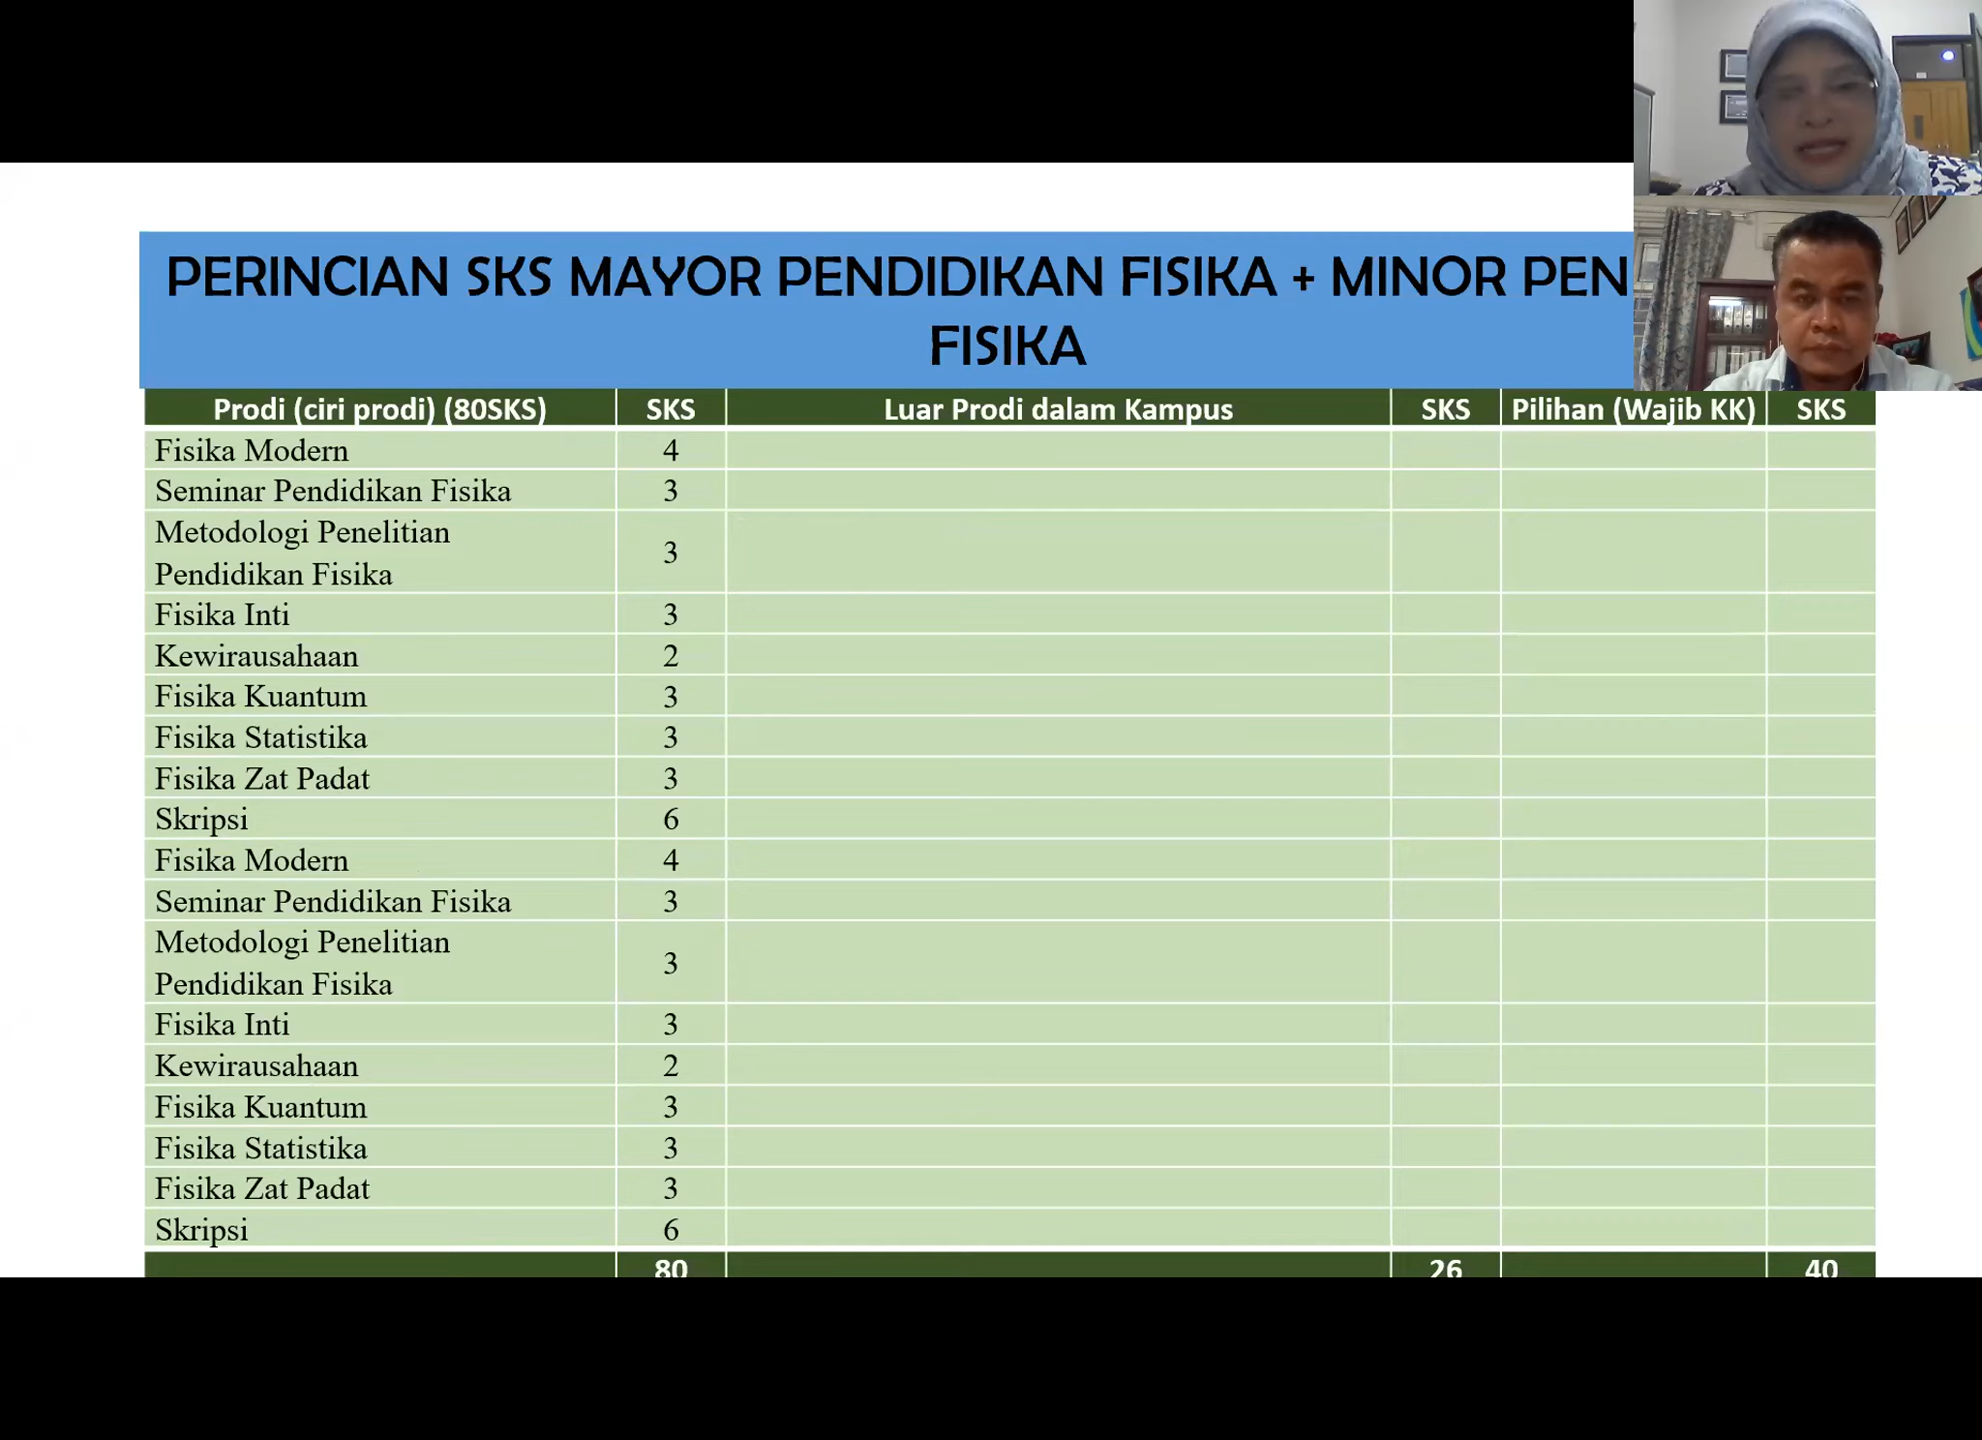 PERINCIAN SKS MAYOR PENDIDIKAN FISIKA + MINOR PEN
FISIKA
Prodi (ciri prodi) (80SKS) SKS Luar Prodi dalam Kampus SKS Pilihan (Wajib KK) SKS
Fisika Modern 4
Seminar Pendidikan Fisika 3
Metodologi Penelitian
Pendidikan Fisika 3
Fisika Inti 3
Kewirausahaan 2
Fisika Kuantum 3
Fisika Statistika 3
Fisika Zat Padat 3
Skripsi 6
Fisika Modern 4
Seminar Pendidikan Fisika 3
Metodologi Penelitian
Pendidikan Fisika 3
Fisika Inti 3
Kewirausahaan 2
Fisika Kuantum 3
Fisika Statistika 3
Fisika Zat Padat 3
Skripsi 6
80 26 40